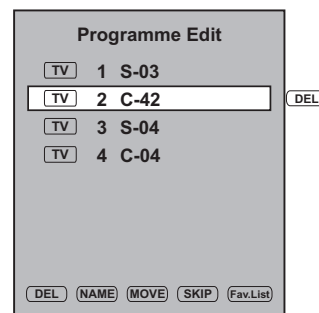 Programme Edit
TV 1 S-03
TV 2 C-42 DEL
TV 3 S-04
TV 4 C-04
DEL NAME MOVE SKIP Fav.List